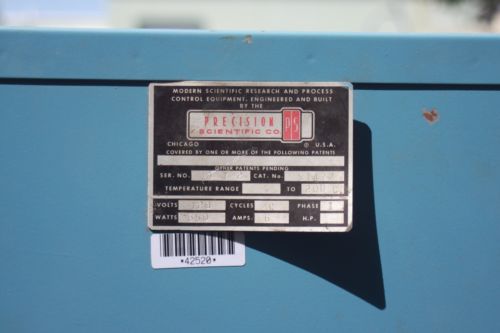 MODERN SCIENTIFIC RESEARCH AND PROCESS
CONTROL EQUIPMENT, ENGINEERED AND BUILT
BY THE
PRECISION
SCIENTIFIC CO
P/S
CHICAGO ® U.S.A.
COVERED BY ONE OR MORE OF THE FOLLOWING PATENTS
OTHER PATENTS PENDING
SER. NO. CAT. No.
TEMPERATURE RANGE TO
VOLTS CYCLES PHASE
WATTS AMPS. 6 H.P.
*42520*